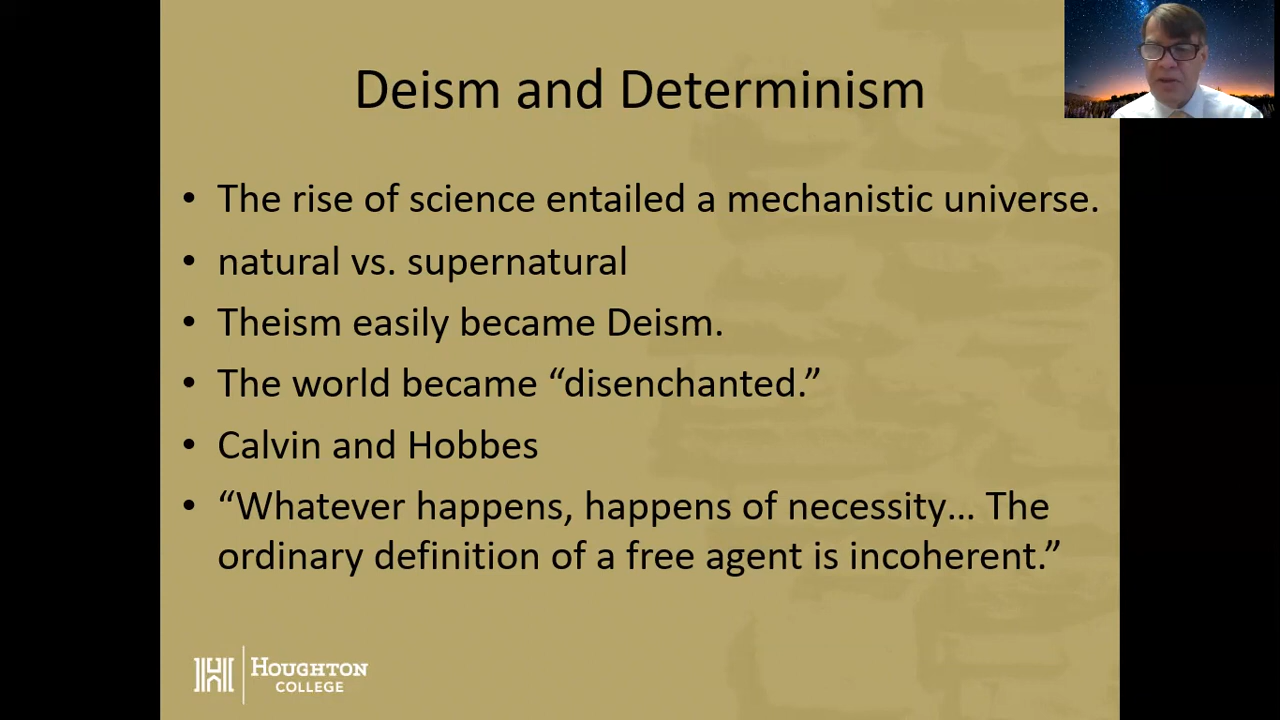 Deism and Determinism
• The rise of science entailed a mechanistic universe.
• natural vs. supernatural
• Theism easily became Deism.
• The world became “disenchanted.”
• Calvin and Hobbes
• “Whatever happens, happens of necessity... The
ordinary definition of a free agent is incoherent.”
HOUGHTON
COLLEGE